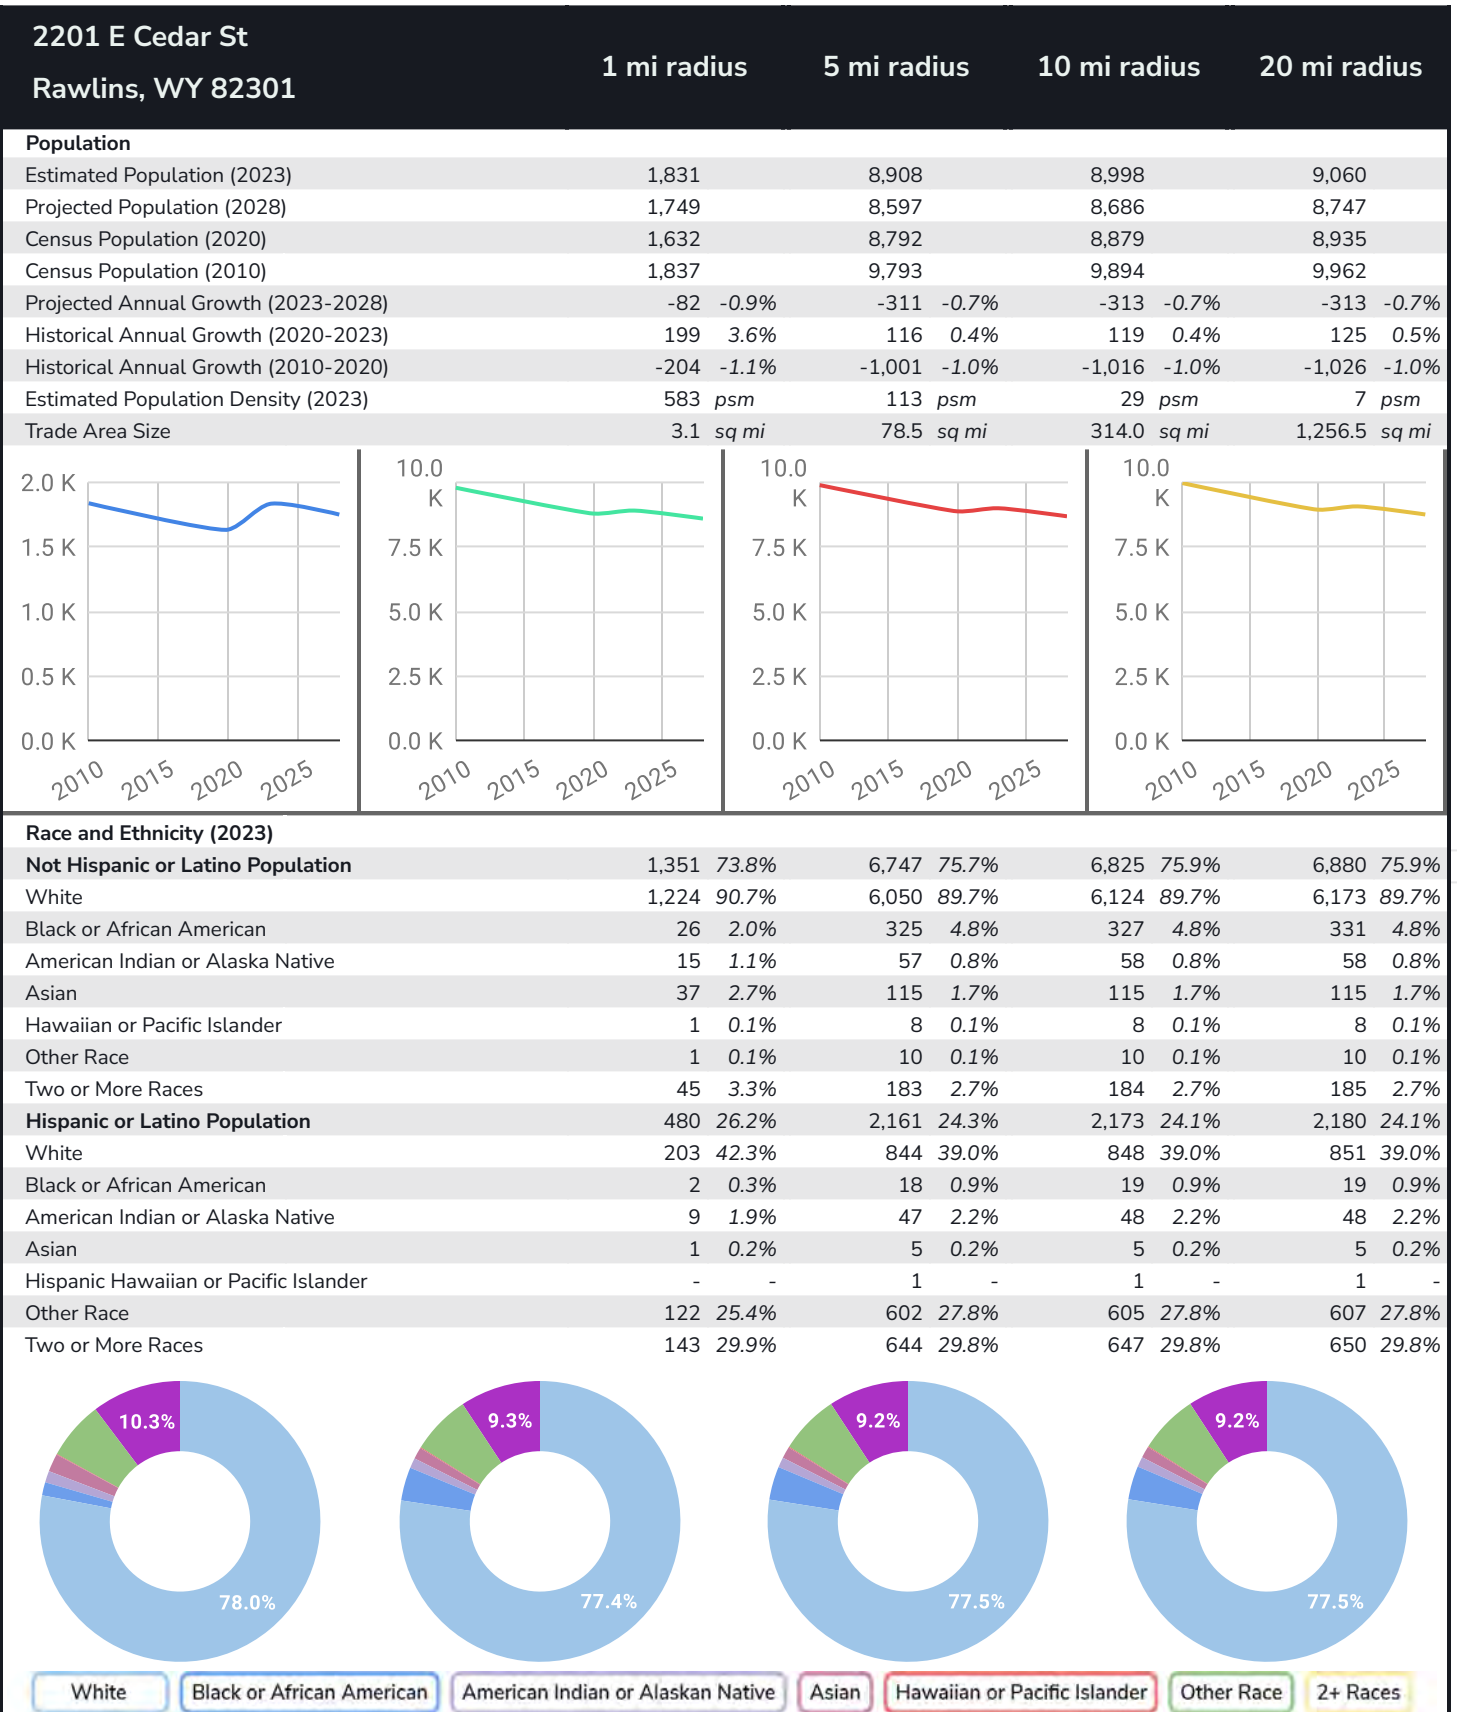 2201 E Cedar St
Rawlins, WY 82301
1 mi radius 5 mi radius 10 mi radius 20 mi radius
Population
Estimated Population (2023) 1,831 8,908 8,998 9,060
Projected Population (2028) 1,749 8,597 8,686 8,747
Census Population (2020) 1,632 8,792 8,879 8,935
Census Population (2010) 1,837 9,793 9,894 9,962
Projected Annual Growth (2023-2028) -82 -0.9% -311 -0.7% -313 -0.7% -313 -0.7%
Historical Annual Growth (2020-2023) 199 3.6% 116 0.4% 119 0.4% 125 0.5%
Historical Annual Growth (2010-2020) -204 -1.1% -1,001 -1.0% -1,016 -1.0% -1,026 -1.0%
Estimated Population Density (2023) 583 psm 113 psm 29 psm 7 psm
Trade Area Size 3.1 sq mi 78.5 sq mi 314.0 sq mi 1,256.5 sq mi
2.0 K
1.5 K
1.0 K
0.5 K
0.0 K
2010 2015 2020 2025
10.0
K
7.5 K
5.0 K
2.5 K
0.0 K
2010 2015 2020 2025
10.0
K
7.5 K
5.0 K
2.5 K
0.0 K
2010 2015 2020 2025
10.0
K
7.5 K
5.0 K
2.5 K
0.0 K
2010 2015 2020 2025
Race and Ethnicity (2023)
Not Hispanic or Latino Population 1,351 73.8% 6,747 75.7% 6,825 75.9% 6,880 75.9%
White 1,224 90.7% 6,050 89.7% 6,124 89.7% 6,173 89.7%
Black or African American 26 2.0% 325 4.8% 327 4.8% 331 4.8%
American Indian or Alaska Native 15 1.1% 57 0.8% 58 0.8% 58 0.8%
Asian 37 2.7% 115 1.7% 115 1.7% 115 1.7%
Hawaiian or Pacific Islander 1 0.1% 8 0.1% 8 0.1% 8 0.1%
Other Race 1 0.1% 10 0.1% 10 0.1% 10 0.1%
Two or More Races 45 3.3% 183 2.7% 184 2.7% 185 2.7%
Hispanic or Latino Population 480 26.2% 2,161 24.3% 2,173 24.1% 2,180 24.1%
White 203 42.3% 844 39.0% 848 39.0% 851 39.0%
Black or African American 2 0.3% 18 0.9% 19 0.9% 19 0.9%
American Indian or Alaska Native 9 1.9% 47 2.2% 48 2.2% 48 2.2%
Asian 1 0.2% 5 0.2% 5 0.2% 5 0.2%
Hispanic Hawaiian or Pacific Islander - - 1 - 1 - 1 -
Other Race 122 25.4% 602 27.8% 605 27.8% 607 27.8%
Two or More Races 143 29.9% 644 29.8% 647 29.8% 650 29.8%
10.3% 9.3% 9.2% 9.2%
78.0% 77.4% 77.5% 77.5%
White Black or African American American Indian or Alaskan Native Asian Hawaiian or Pacific Islander Other Race 2+ Races